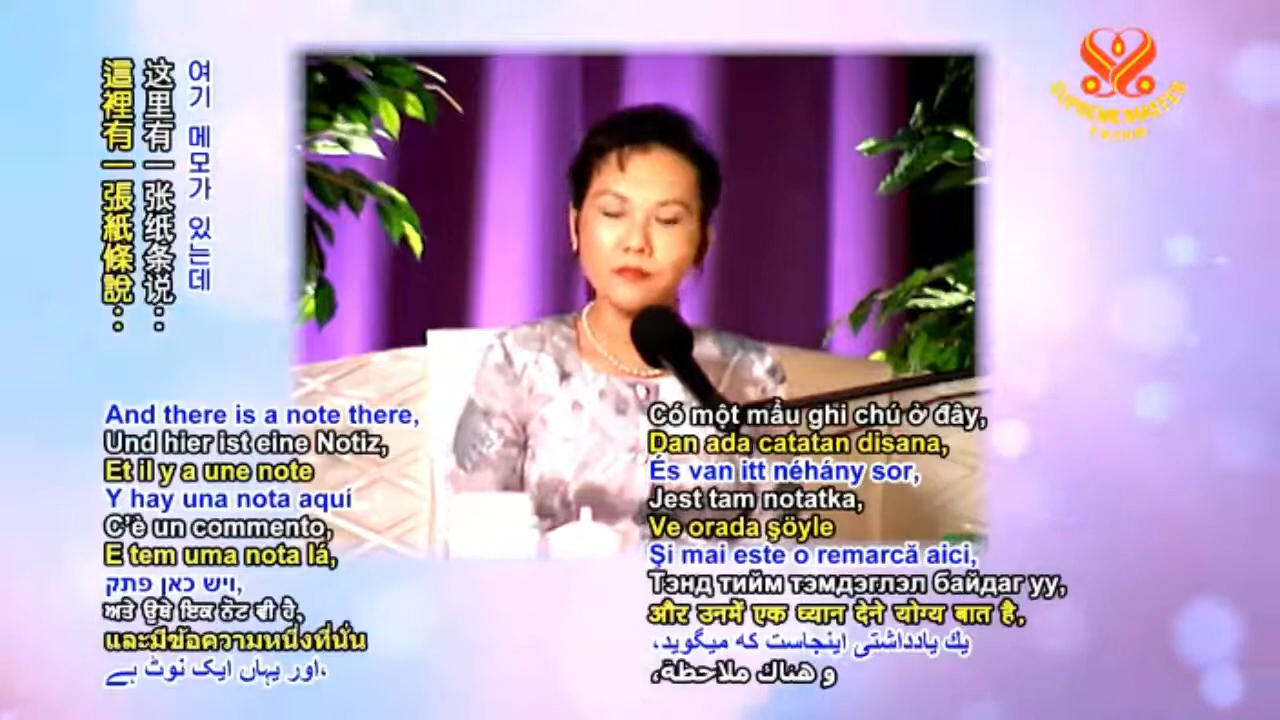 這裡有一張紙條說：
这里有一张纸条说：
여기 메모가 있는데
SUPREME MASTER
TV.COM
And there is a note there,
Und hier ist eine Notiz,
Et il y a une note
Y hay una nota aquí
C'è un commento,
E tem uma nota lá,
ויש כאן פתק,
ਅਤੇ ਉਥੇ ਇਕ ਨੋਟ ਵੀ ਹੈ,
และมีข้อความหนึ่งที่นั่น
اور یہاں ایک نوٹ ہے،
Có một mẩu ghi chú ở đây,
Dan ada catatan disana,
És van itt néhány sor,
Jest tam notatka,
Ve orada şöyle
Şi mai este o remarcă aici,
Тэнд тийм тэмдэглэл байдаг уу,
और उनमें एक ध्यान देने योग्य बात है,
یك یادداشتی اینجاست که میگوید،
و هناك ملاحظة،